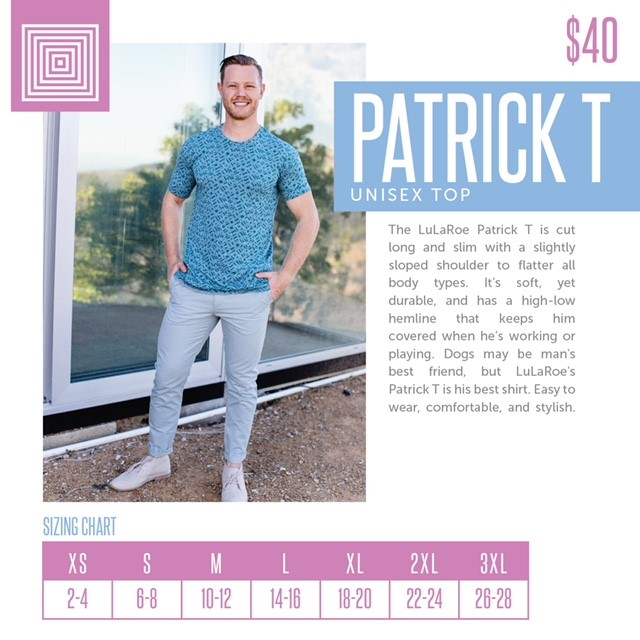 $40
PATRICK T
UNISEX TOP
The LuLaRoe Patrick T is cut
long and slim with a slightly
sloped shoulder to flatter all
body types. It's soft, yet
durable, and has a high-low
hemline that keeps him
covered when he's working or
playing. Dogs may be man's
best friend, but LuLaRoe's
Patrick T is his best shirt. Easy to
wear, comfortable, and stylish.
SIZING CHART
XS S M L XL 2XL 3XL
2-4 6-8 10-12 14-16 18-20 22-24 26-28